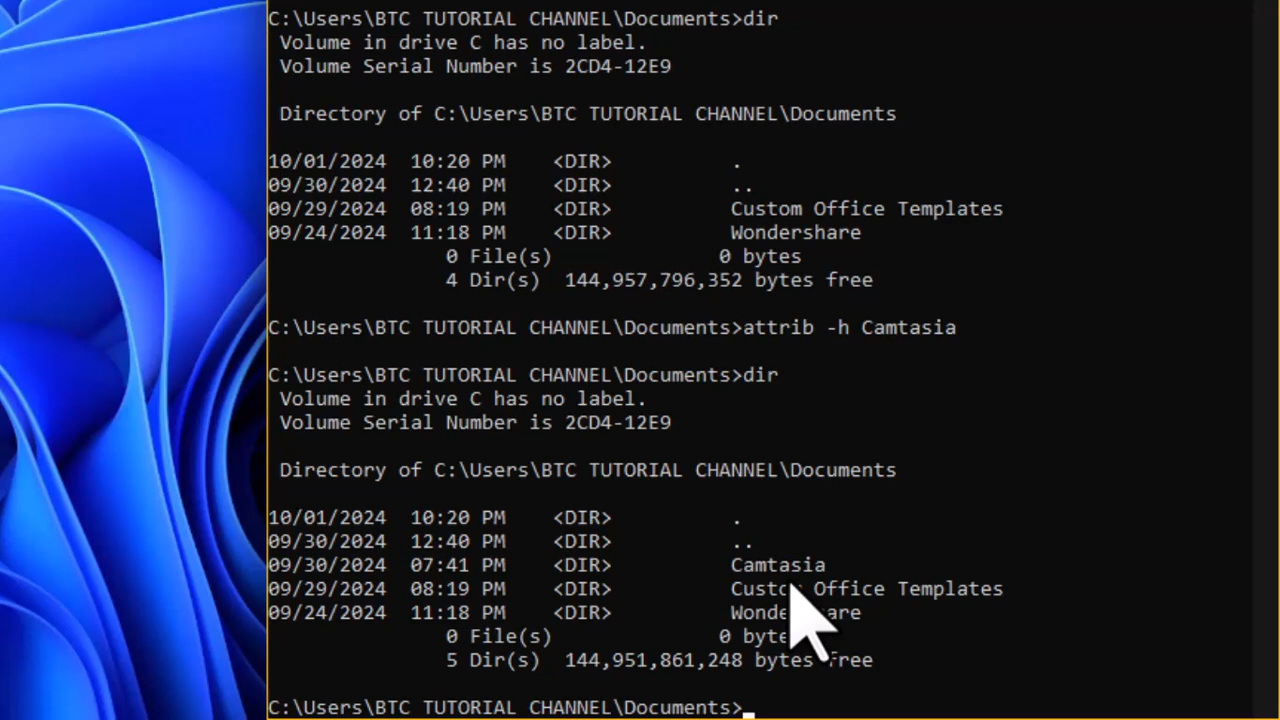 C:\Users\BTC TUTORIAL CHANNEL\Documents>dir
Volume in drive C has no label.
Volume Serial Number is 2CD4-12E9
Directory of C:\Users\BTC TUTORIAL CHANNEL\Documents
10/01/2024 10:20 PM <DIR> .
09/30/2024 12:40 PM <DIR> ..
09/29/2024 08:19 PM <DIR> Custom Office Templates
09/24/2024 11:18 PM <DIR> Wondershare
0 File(s) 0 bytes
4 Dir(s) 144,957,796,352 bytes free
C:\Users\BTC TUTORIAL CHANNEL\Documents>attrib -h Camtasia
C:\Users\BTC TUTORIAL CHANNEL\Documents>dir
Volume in drive C has no label.
Volume Serial Number is 2CD4-12E9
Directory of C:\Users\BTC TUTORIAL CHANNEL\Documents
10/01/2024 10:20 PM <DIR> .
09/30/2024 12:40 PM <DIR> ..
09/30/2024 07:41 PM <DIR> Camtasia
09/29/2024 08:19 PM <DIR> Custom Office Templates
09/24/2024 11:18 PM <DIR> Wondershare
0 File(s) 0 bytes
5 Dir(s) 144,951,861,248 bytes free
C:\Users\BTC TUTORIAL CHANNEL\Documents>